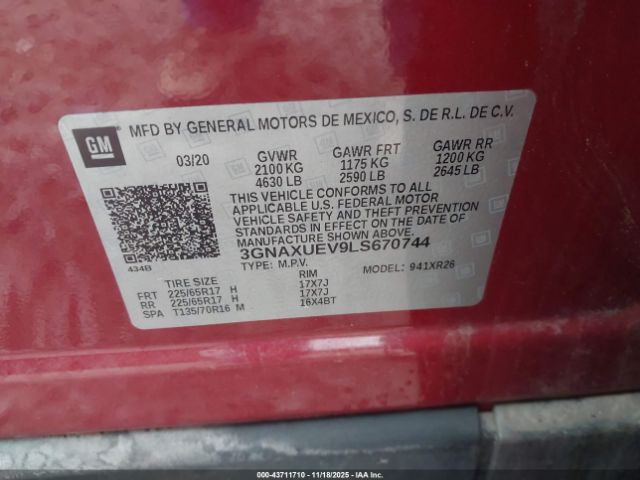 GM
MFD BY GENERAL MOTORS DE MEXICO, S. DE R.L. DE C.V.
03/20 GVWR GAWR FRT GAWR RR
2100 KG 1175 KG 1200 KG
4630 LB 2590 LB 2645 LB
THIS VEHICLE CONFORMS TO ALL
APPLICABLE U.S. FEDERAL MOTOR
VEHICLE SAFETY AND THEFT PREVENTION
STANDARDS IN EFFECT ON THE DATE OF
MANUFACTURE SHOWN ABOVE.
3GNAXUEV9LS670744
434B TYPE: M.P.V. MODEL: 941XR26
TIRE SIZE RIM
FRT 225/65R17 H 17X7J
RR 225/65R17 H 17X7J
SPA T135/70R16 M 16X4BT
000-43711710 - 11/18/2025 - IAAI, Inc.